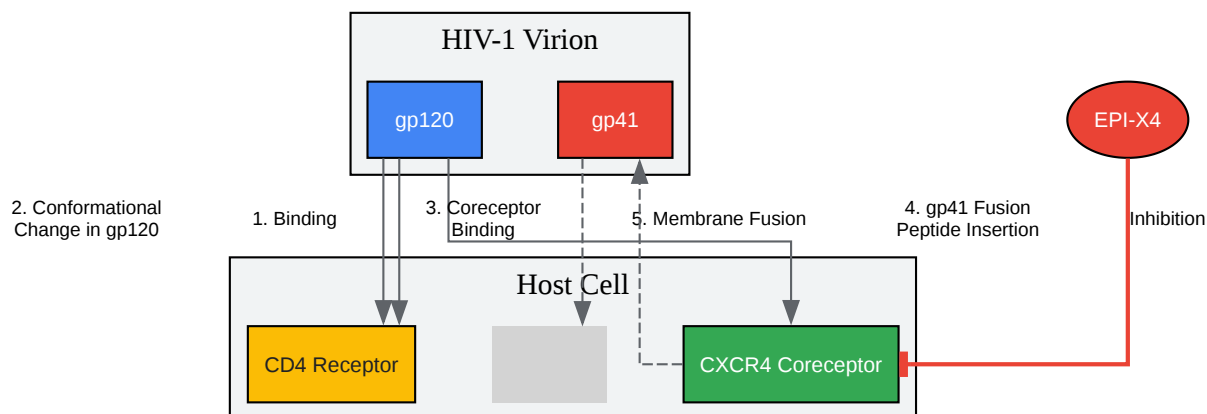 HIV-1 Virion
gp120
gp41
EPI-X4
2. Conformational
Change in gp120
1. Binding
3. Coreceptor
Binding
5. Membrane Fusion
4. gp41 Fusion
Peptide Insertion
Inhibition
Host Cell
CD4 Receptor
CXCR4 Coreceptor